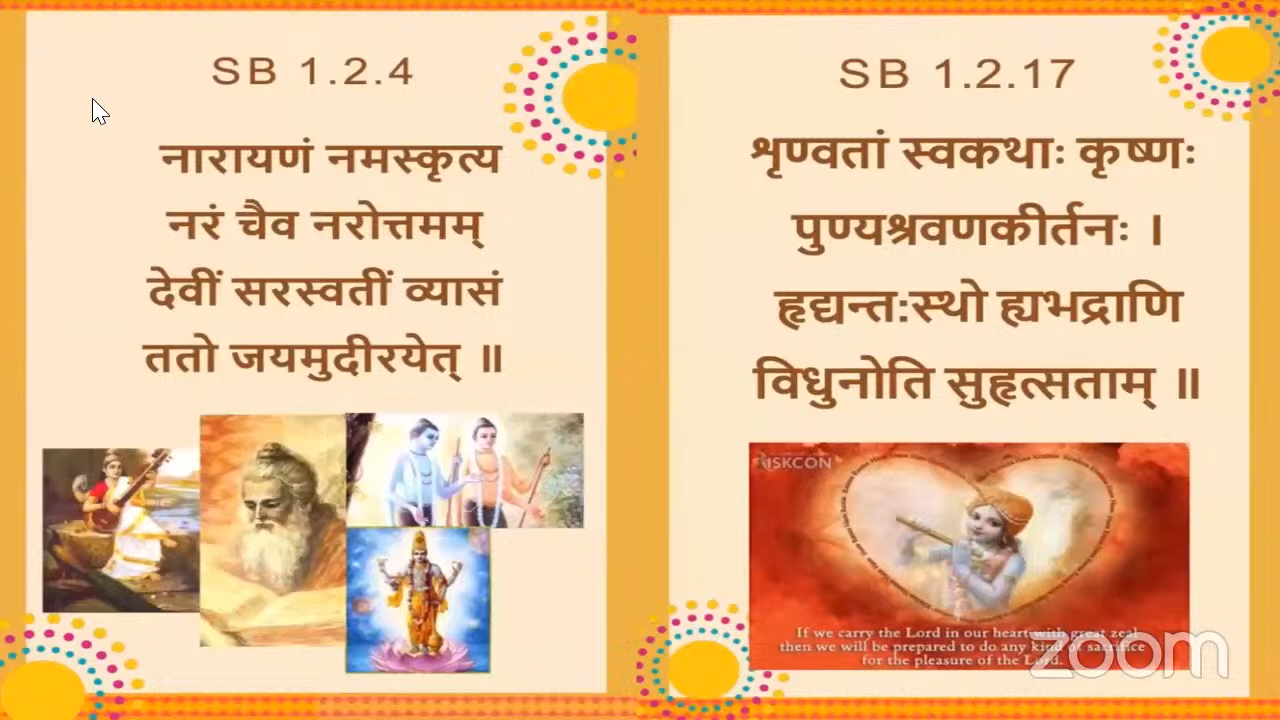 SB 1.2.4
नारायणं नमस्कृत्य
नरं चैव नरोत्तमम्
देवीं सरस्वतीं व्यासं
ततो जयमुदीरयेत् ॥
SB 1.2.17
शृण्वतां स्वकथाः कृष्णः
पुण्यश्रवणकीर्तनः ।
हृद्यन्तःस्थो ह्यभद्राणि
विधुनोति सुहृत्सताम् ॥
ISKCON
If we carry the Lord in our heart with great zeal
then we will be prepared to do any kind of sacrifice
for the pleasure of the Lord.
zoom